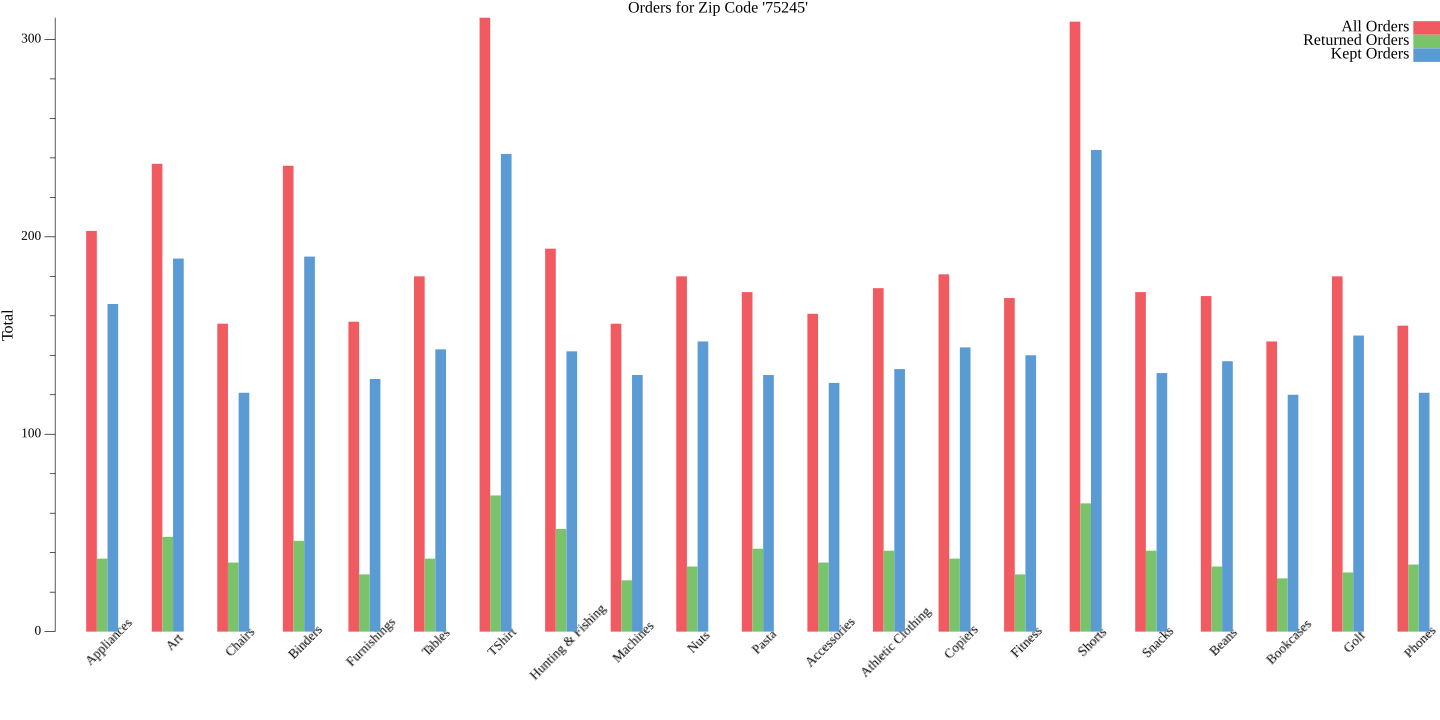 Orders for Zip Code '75245'
All Orders
Returned Orders
Kept Orders
Total
300
200
100
0
Appliances
Art
Chairs
Binders
Furnishings
Tables
TShirt
Hunting & Fishing
Machines
Nuts
Pasta
Accessories
Athletic Clothing
Copiers
Fitness
Shorts
Snacks
Beans
Bookcases
Golf
Phones